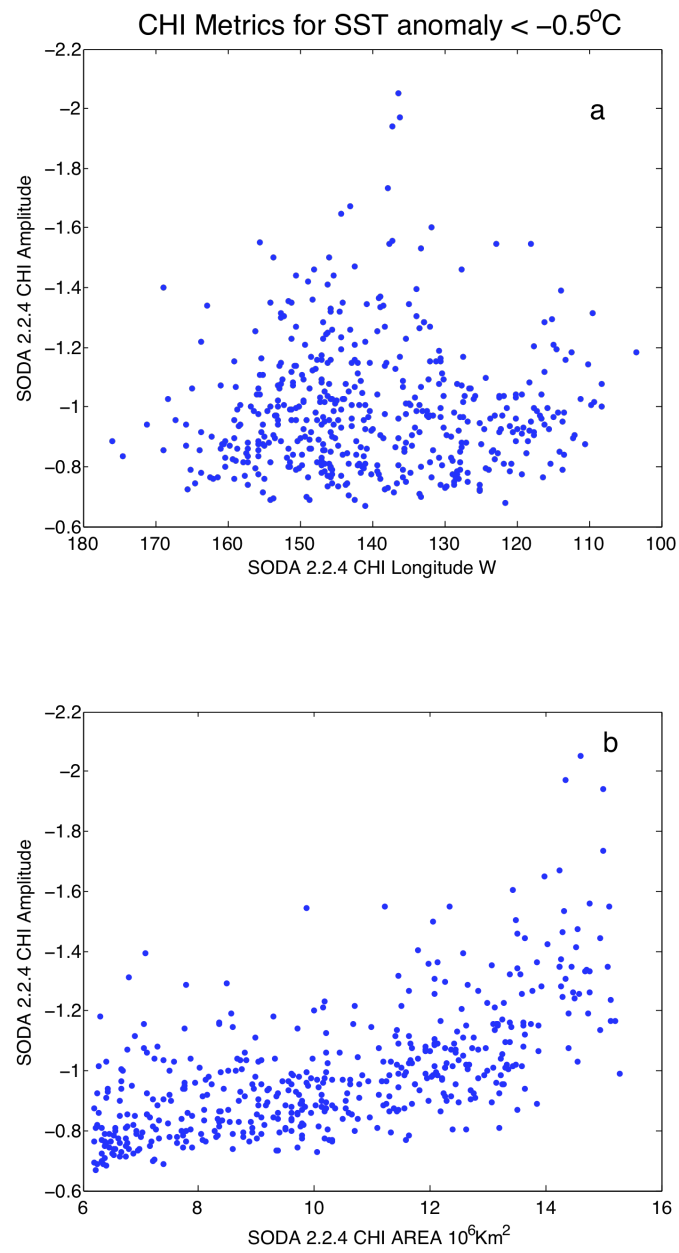 CHI Metrics for SST anomaly < −0.5°C
−2.2
−2
−1.8
−1.6
−1.4
−1.2
−1
−0.8
−0.6
SODA 2.2.4 CHI Amplitude
a
180 170 160 150 140 130 120 110 100
SODA 2.2.4 CHI Longitude W
−2.2
−2
−1.8
−1.6
−1.4
−1.2
−1
−0.8
−0.6
SODA 2.2.4 CHI Amplitude
b
6 8 10 12 14 16
SODA 2.2.4 CHI AREA 10⁶Km²